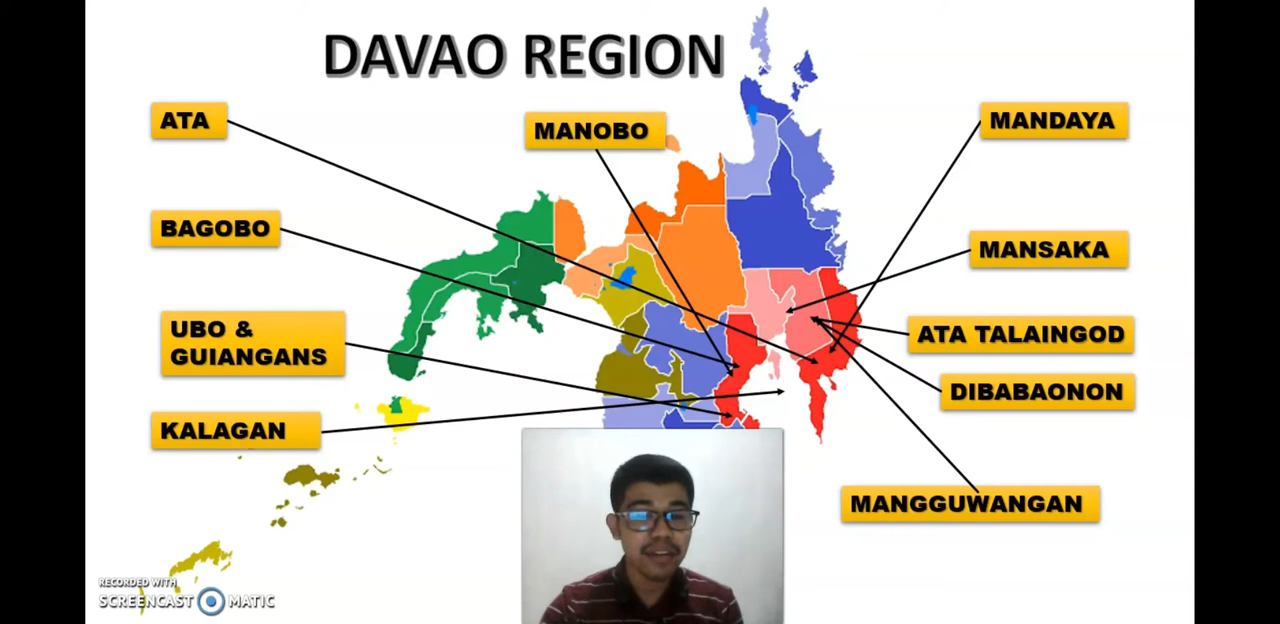 DAVAO REGION
ATA
MANOBO
MANDAYA
BAGOBO
MANSAKA
UBO &
GUIANGANS
ATA TALAINGOD
DIBABAONON
KALAGAN
MANGGUWANGAN
RECORDED WITH
SCREENCAST MATIC